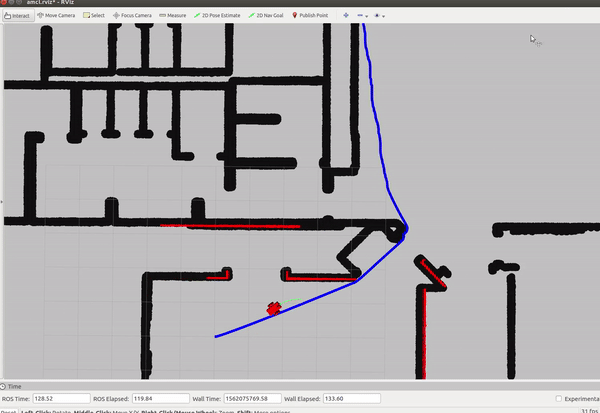 amcl.rviz* - RViz
Interact Move Camera Select Focus Camera Measure 2D Pose Estimate 2D Nav Goal Publish Point
Time
ROS Time: 128.52 ROS Elapsed: 119.84 Wall Time: 1562075769.58 Wall Elapsed: 133.60 Experimenta
Reset Left-Click: Rotate. Middle-Click: Move X/Y. Right-Click/Mouse Wheel: Zoom. Shift: More options. 31 fps